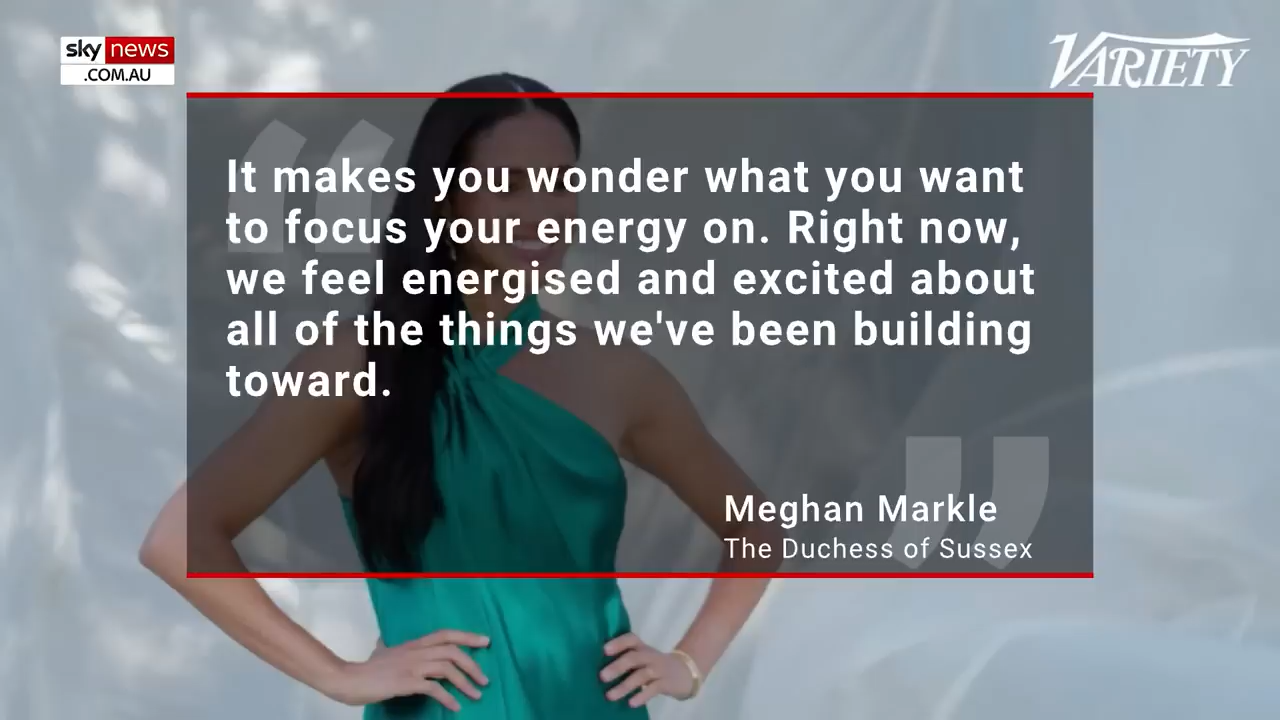 sky news
.COM.AU
VARIETY
It makes you wonder what you want
to focus your energy on. Right now,
we feel energised and excited about
all of the things we've been building
toward.
Meghan Markle
The Duchess of Sussex